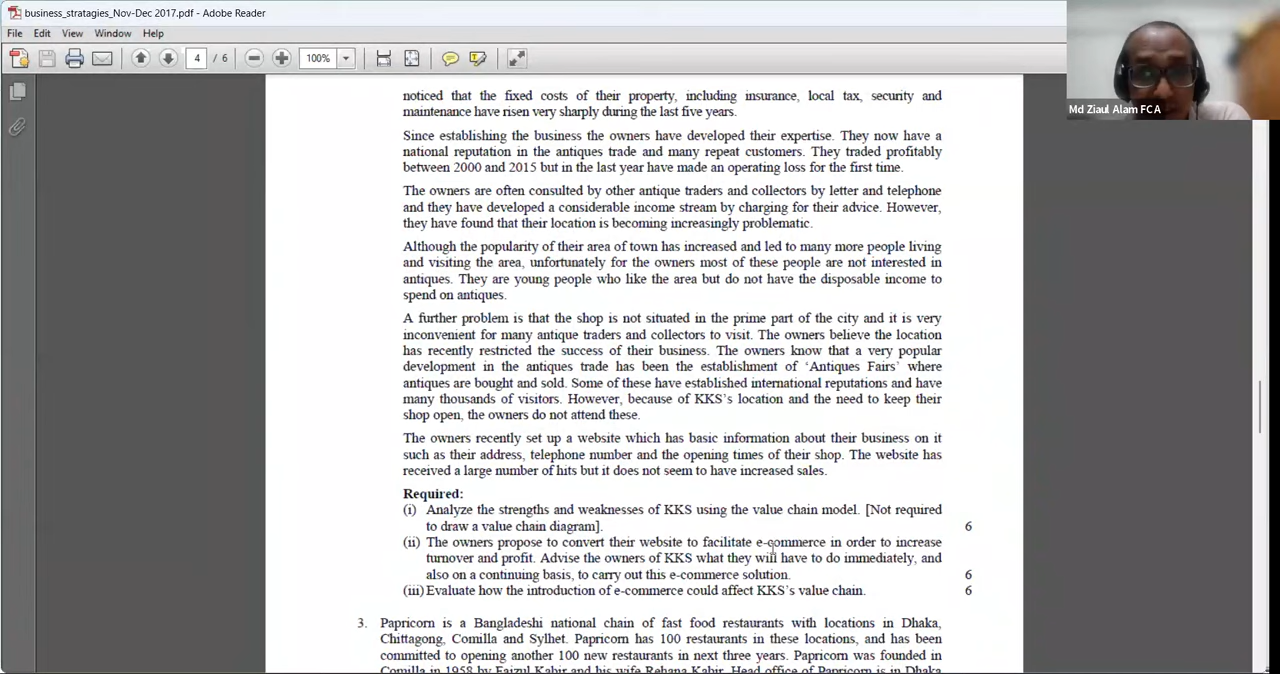 business_stratagies_Nov-Dec 2017.pdf - Adobe Reader
File Edit View Window Help
4 / 6 100%
Md Ziaul Alam FCA
noticed that the fixed costs of their property, including insurance, local tax, security and
maintenance have risen very sharply during the last five years.
Since establishing the business the owners have developed their expertise. They now have a
national reputation in the antiques trade and many repeat customers. They traded profitably
between 2000 and 2015 but in the last year have made an operating loss for the first time.
The owners are often consulted by other antique traders and collectors by letter and telephone
and they have developed a considerable income stream by charging for their advice. However,
they have found that their location is becoming increasingly problematic.
Although the popularity of their area of town has increased and led to many more people living
and visiting the area, unfortunately for the owners most of these people are not interested in
antiques. They are young people who like the area but do not have the disposable income to
spend on antiques.
A further problem is that the shop is not situated in the prime part of the city and it is very
inconvenient for many antique traders and collectors to visit. The owners believe the location
has recently restricted the success of their business. The owners know that a very popular
development in the antiques trade has been the establishment of ‘Antiques Fairs’ where
antiques are bought and sold. Some of these have established international reputations and have
many thousands of visitors. However, because of KKS’s location and the need to keep their
shop open, the owners do not attend these.
The owners recently set up a website which has basic information about their business on it
such as their address, telephone number and the opening times of their shop. The website has
received a large number of hits but it does not seem to have increased sales.
Required:
(i) Analyze the strengths and weaknesses of KKS using the value chain model. [Not required
to draw a value chain diagram]. 6
(ii) The owners propose to convert their website to facilitate e-commerce in order to increase
turnover and profit. Advise the owners of KKS what they will have to do immediately, and
also on a continuing basis, to carry out this e-commerce solution. 6
(iii) Evaluate how the introduction of e-commerce could affect KKS’s value chain. 6
3. Papricorn is a Bangladeshi national chain of fast food restaurants with locations in Dhaka,
Chittagong, Comilla and Sylhet. Papricorn has 100 restaurants in these locations, and has been
committed to opening another 100 new restaurants in next three years. Papricorn was founded in
Comilla in 1958 by Faizul Kabir and his wife Rehana Kabir. Head office of Papricorn is in Dhaka